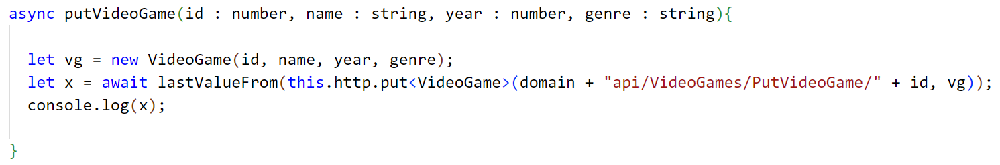 async putVideoGame(id : number, name : string, year : number, genre : string){
let vg = new VideoGame(id, name, year, genre);
let x = await lastValueFrom(this.http.put<VideoGame>(domain + "api/VideoGames/PutVideoGame/" + id, vg));
console.log(x);
}